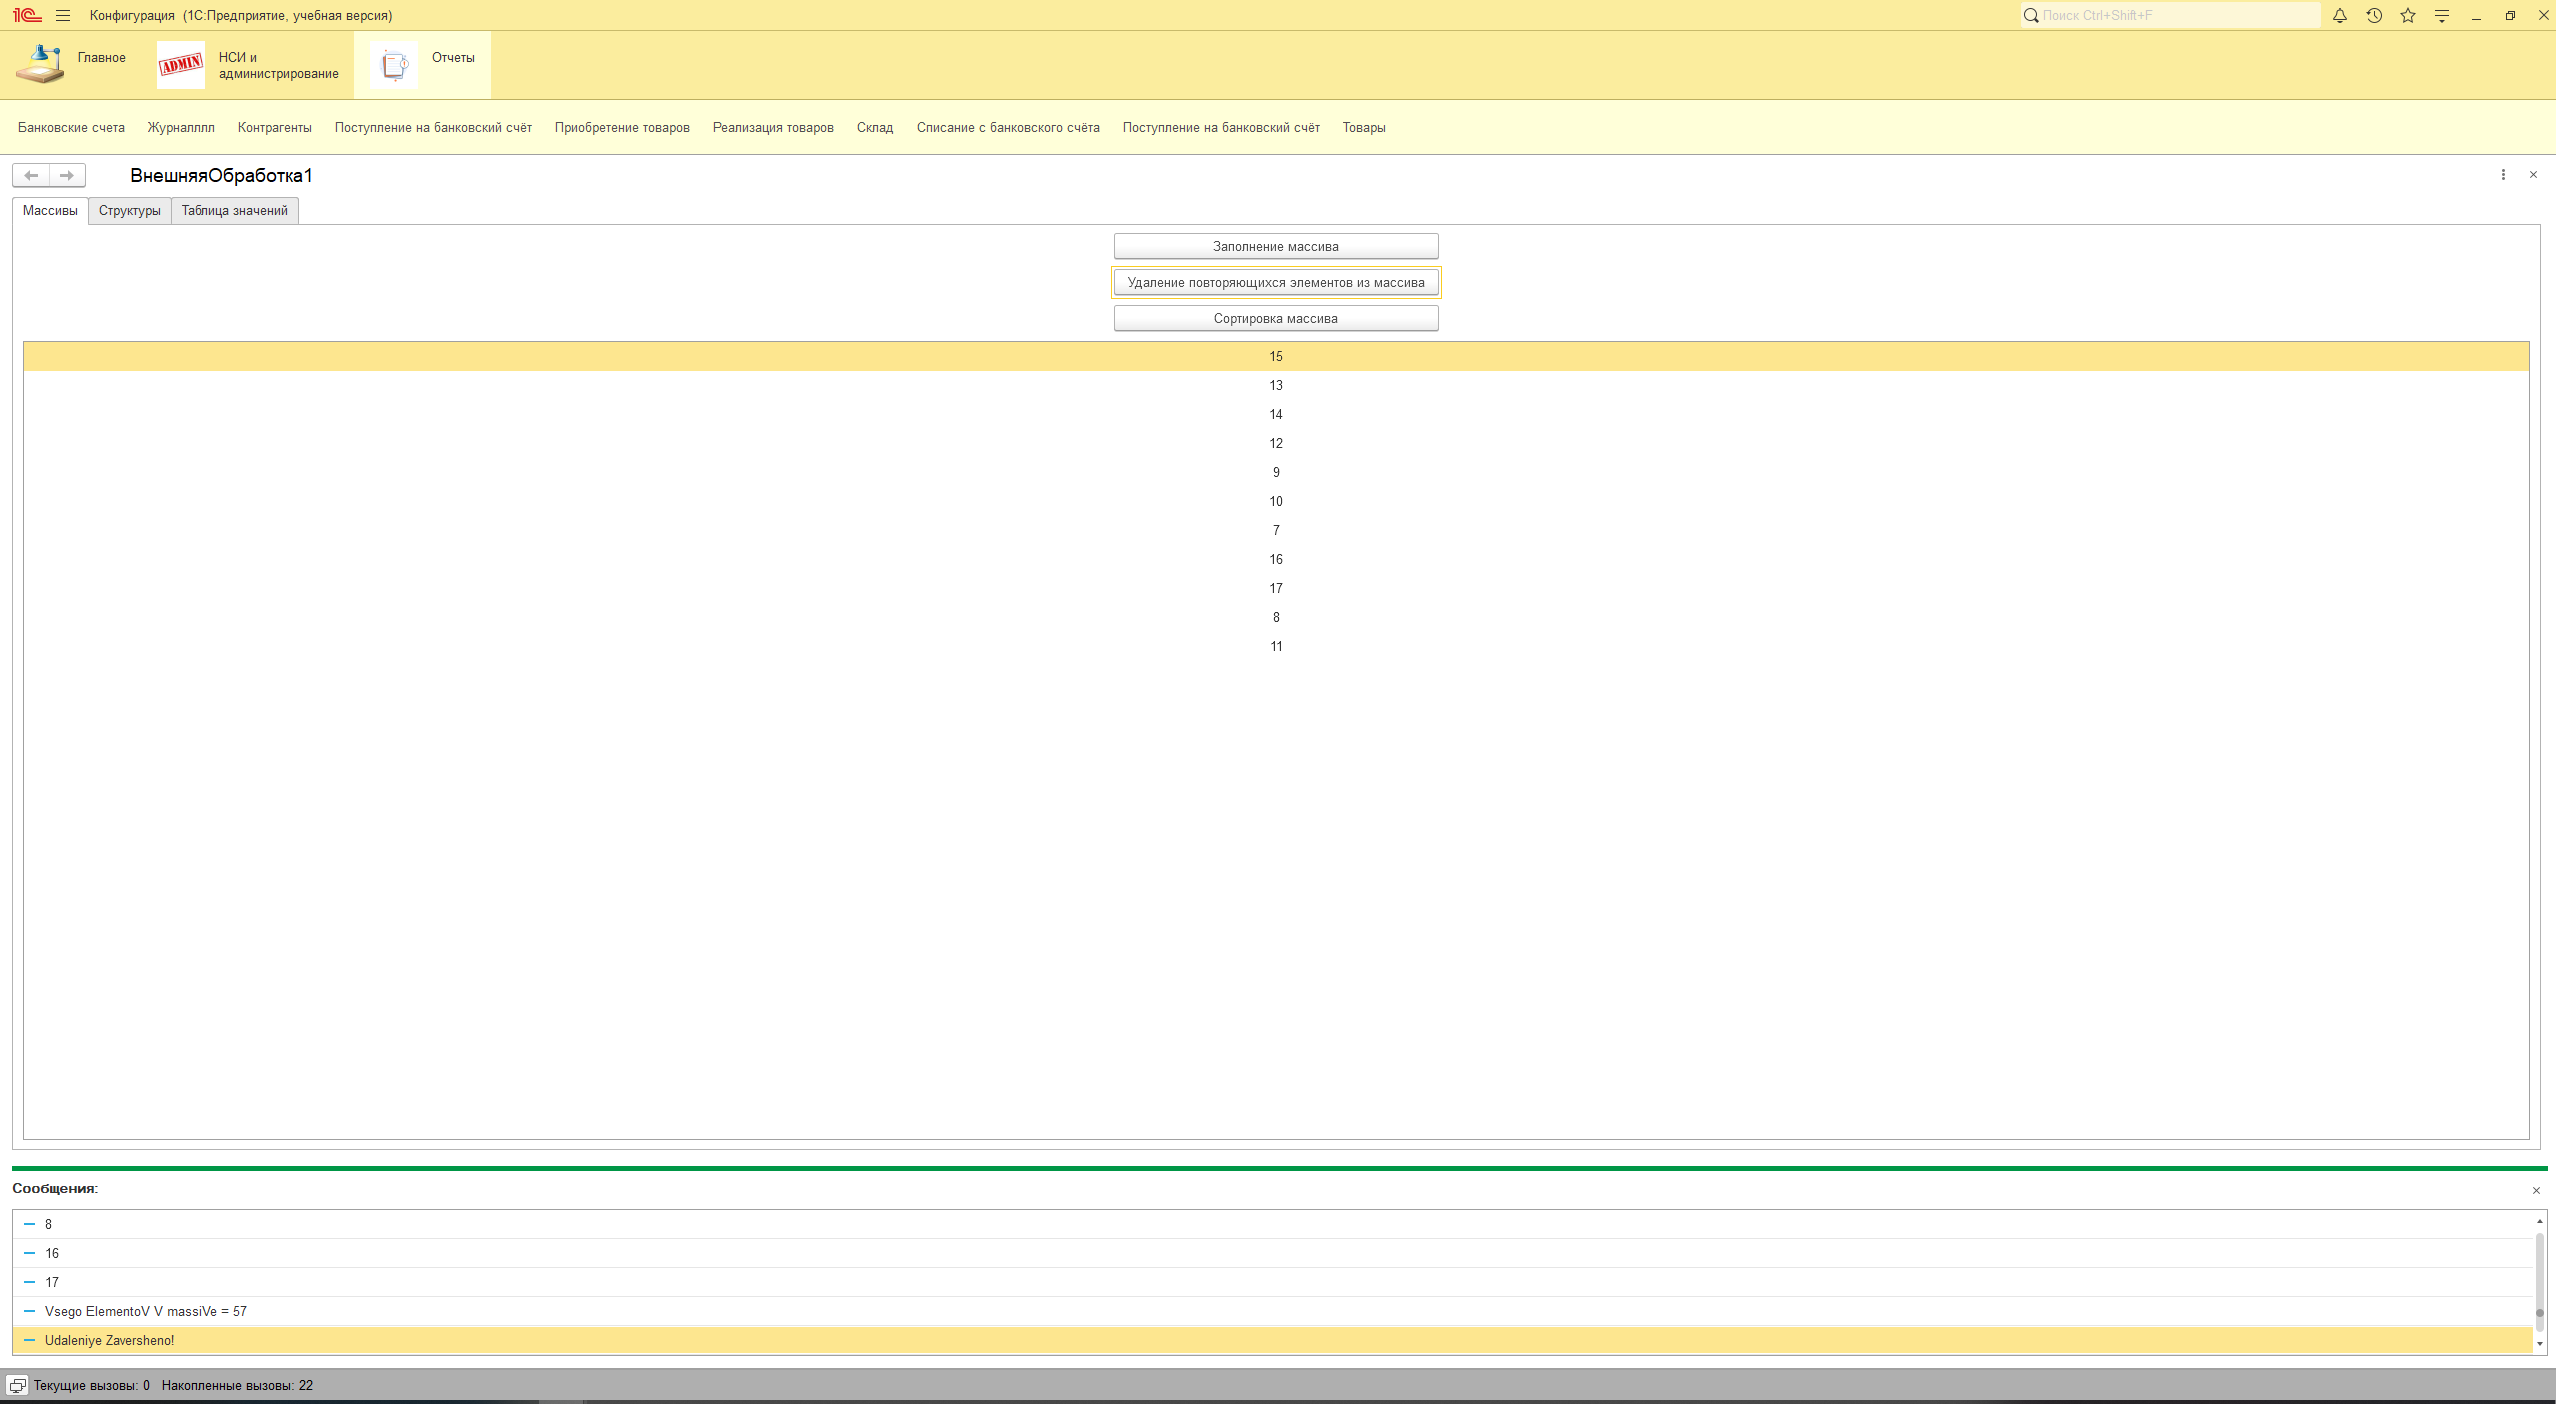 1С Конфигурация (1С:Предприятие, учебная версия) Поиск Ctrl+Shift+F
Главное
ADMIN
НСИ и
администрирование
Отчеты
Банковские счета Журналллл Контрагенты Поступление на банковский счёт Приобретение товаров Реализация товаров Склад Списание с банковского счёта Поступление на банковский счёт Товары
ВнешняяОбработка1
Массивы Структуры Таблица значений
Заполнение массива
Удаление повторяющихся элементов из массива
Сортировка массива
15
13
14
12
9
10
7
16
17
8
11
Сообщения:
8
16
17
Vsego ElementoV V massiVe = 57
Udaleniye Zaversheno!
Текущие вызовы: 0 Накопленные вызовы: 22